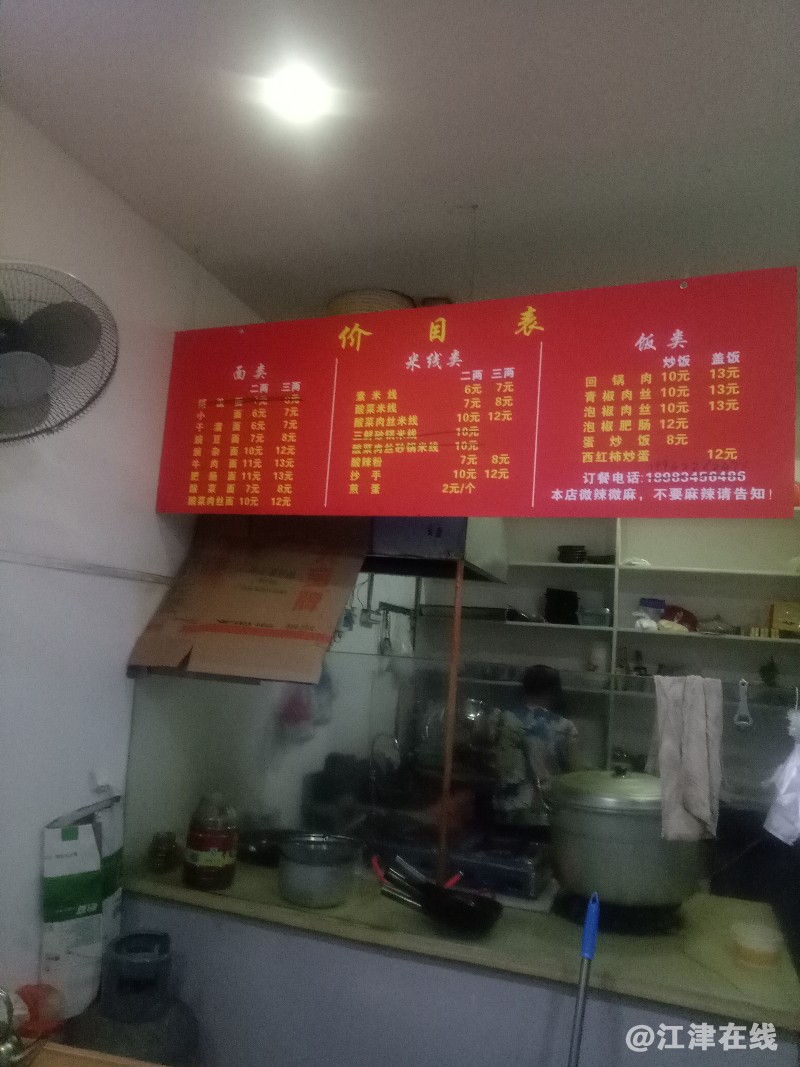 价目表
面类
二两 三两
小面 6元 7元
干溜面 6元 7元
豌豆面 7元 8元
豌杂面 10元 12元
牛肉面 11元 13元
肥肠面 11元 13元
酸菜面 7元 8元
酸菜肉丝面 10元 12元
米线类
二两 三两
素米线 6元 7元
酸菜米线 7元 8元
酸菜肉丝米线 10元 12元
三鲜砂锅米线 10元
酸菜肉丝砂锅米线 10元
酸辣粉 7元 8元
抄手 10元 12元
煎蛋 2元/个
饭类
炒饭 盖饭
回锅肉 10元 13元
青椒肉丝 10元 13元
泡椒肉丝 10元 13元
泡椒肥肠 12元
蛋炒饭 8元
西红柿炒蛋 12元
订餐电话:18983456486
本店微辣微麻，不要麻辣请告知！
@江津在线